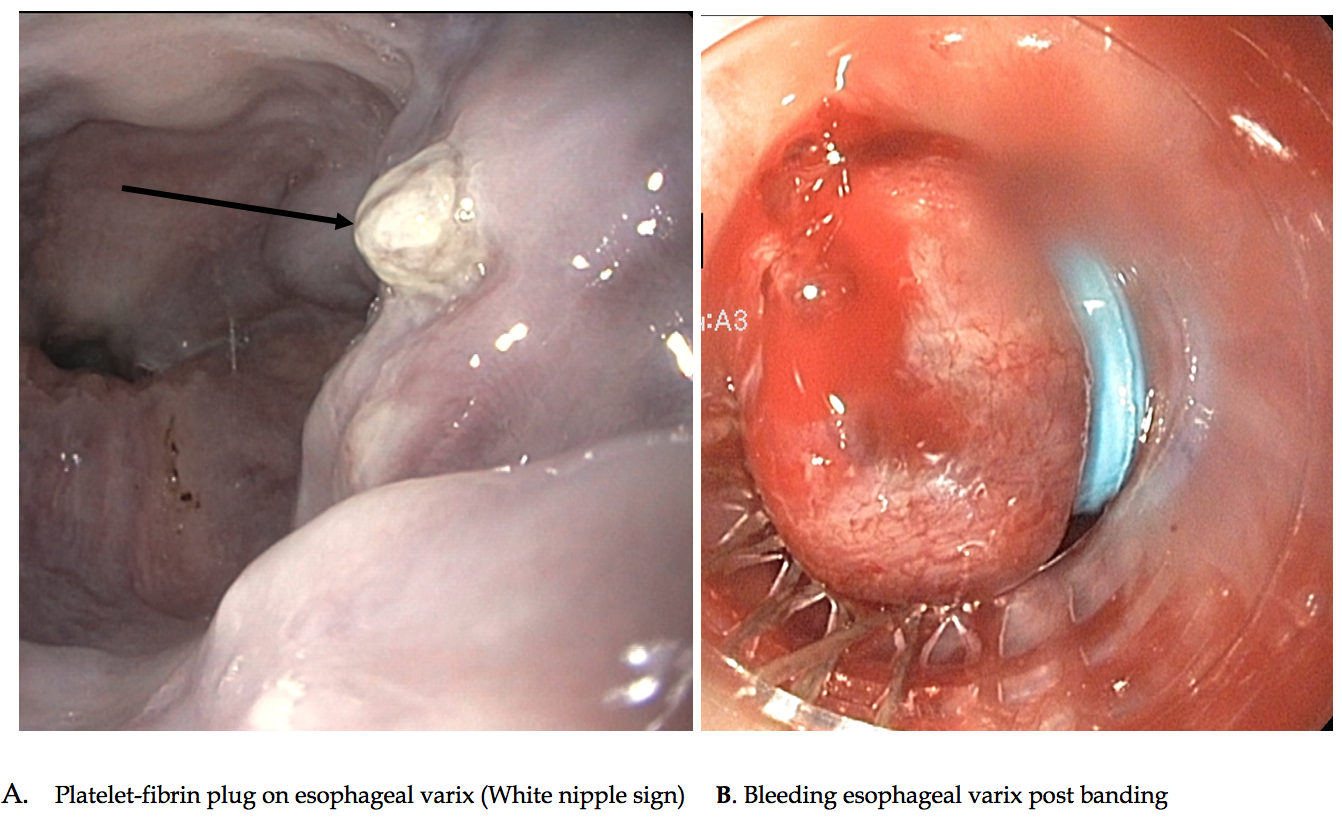 :A3
A. Platelet-fibrin plug on esophageal varix (White nipple sign)
B. Bleeding esophageal varix post banding